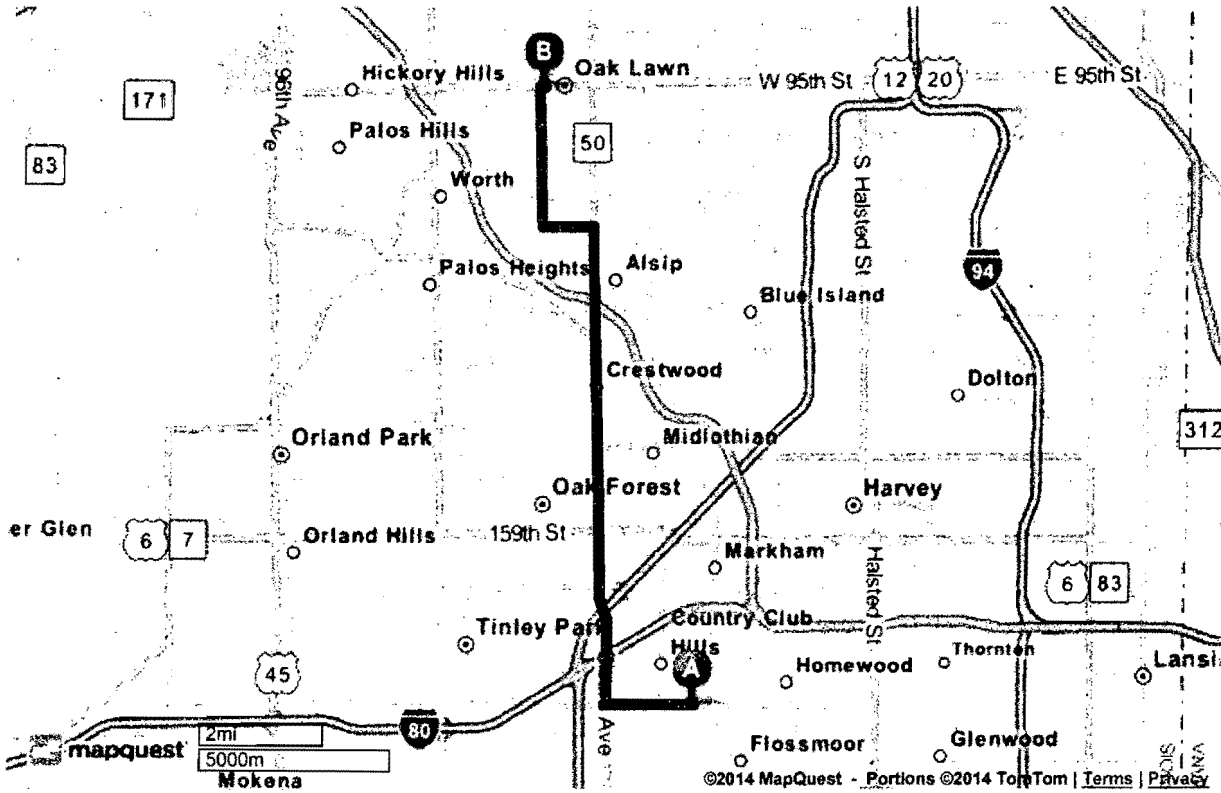 B
Hickory Hills
Oak Lawn
W 95th St
12
20
E 95th St
171
96th Ave
Palos Hills
50
83
Worth
S Halsted St
Palos Heights
Alsip
94
Blue Island
Crestwood
Dolton
312
Orland Park
Midlothian
Oak Forest
Harvey
er Glen
6
7
Orland Hills
159th St
Markham
Halsted St
6
83
Tinley Park
Country Club
Hills
A
Homewood
Thornton
Lansi
45
80
Ave
mapquest
2mi
5000m
Mokena
Flossmoor
Glenwood
©2014 MapQuest - Portions ©2014 TomTom | Terms | Privacy